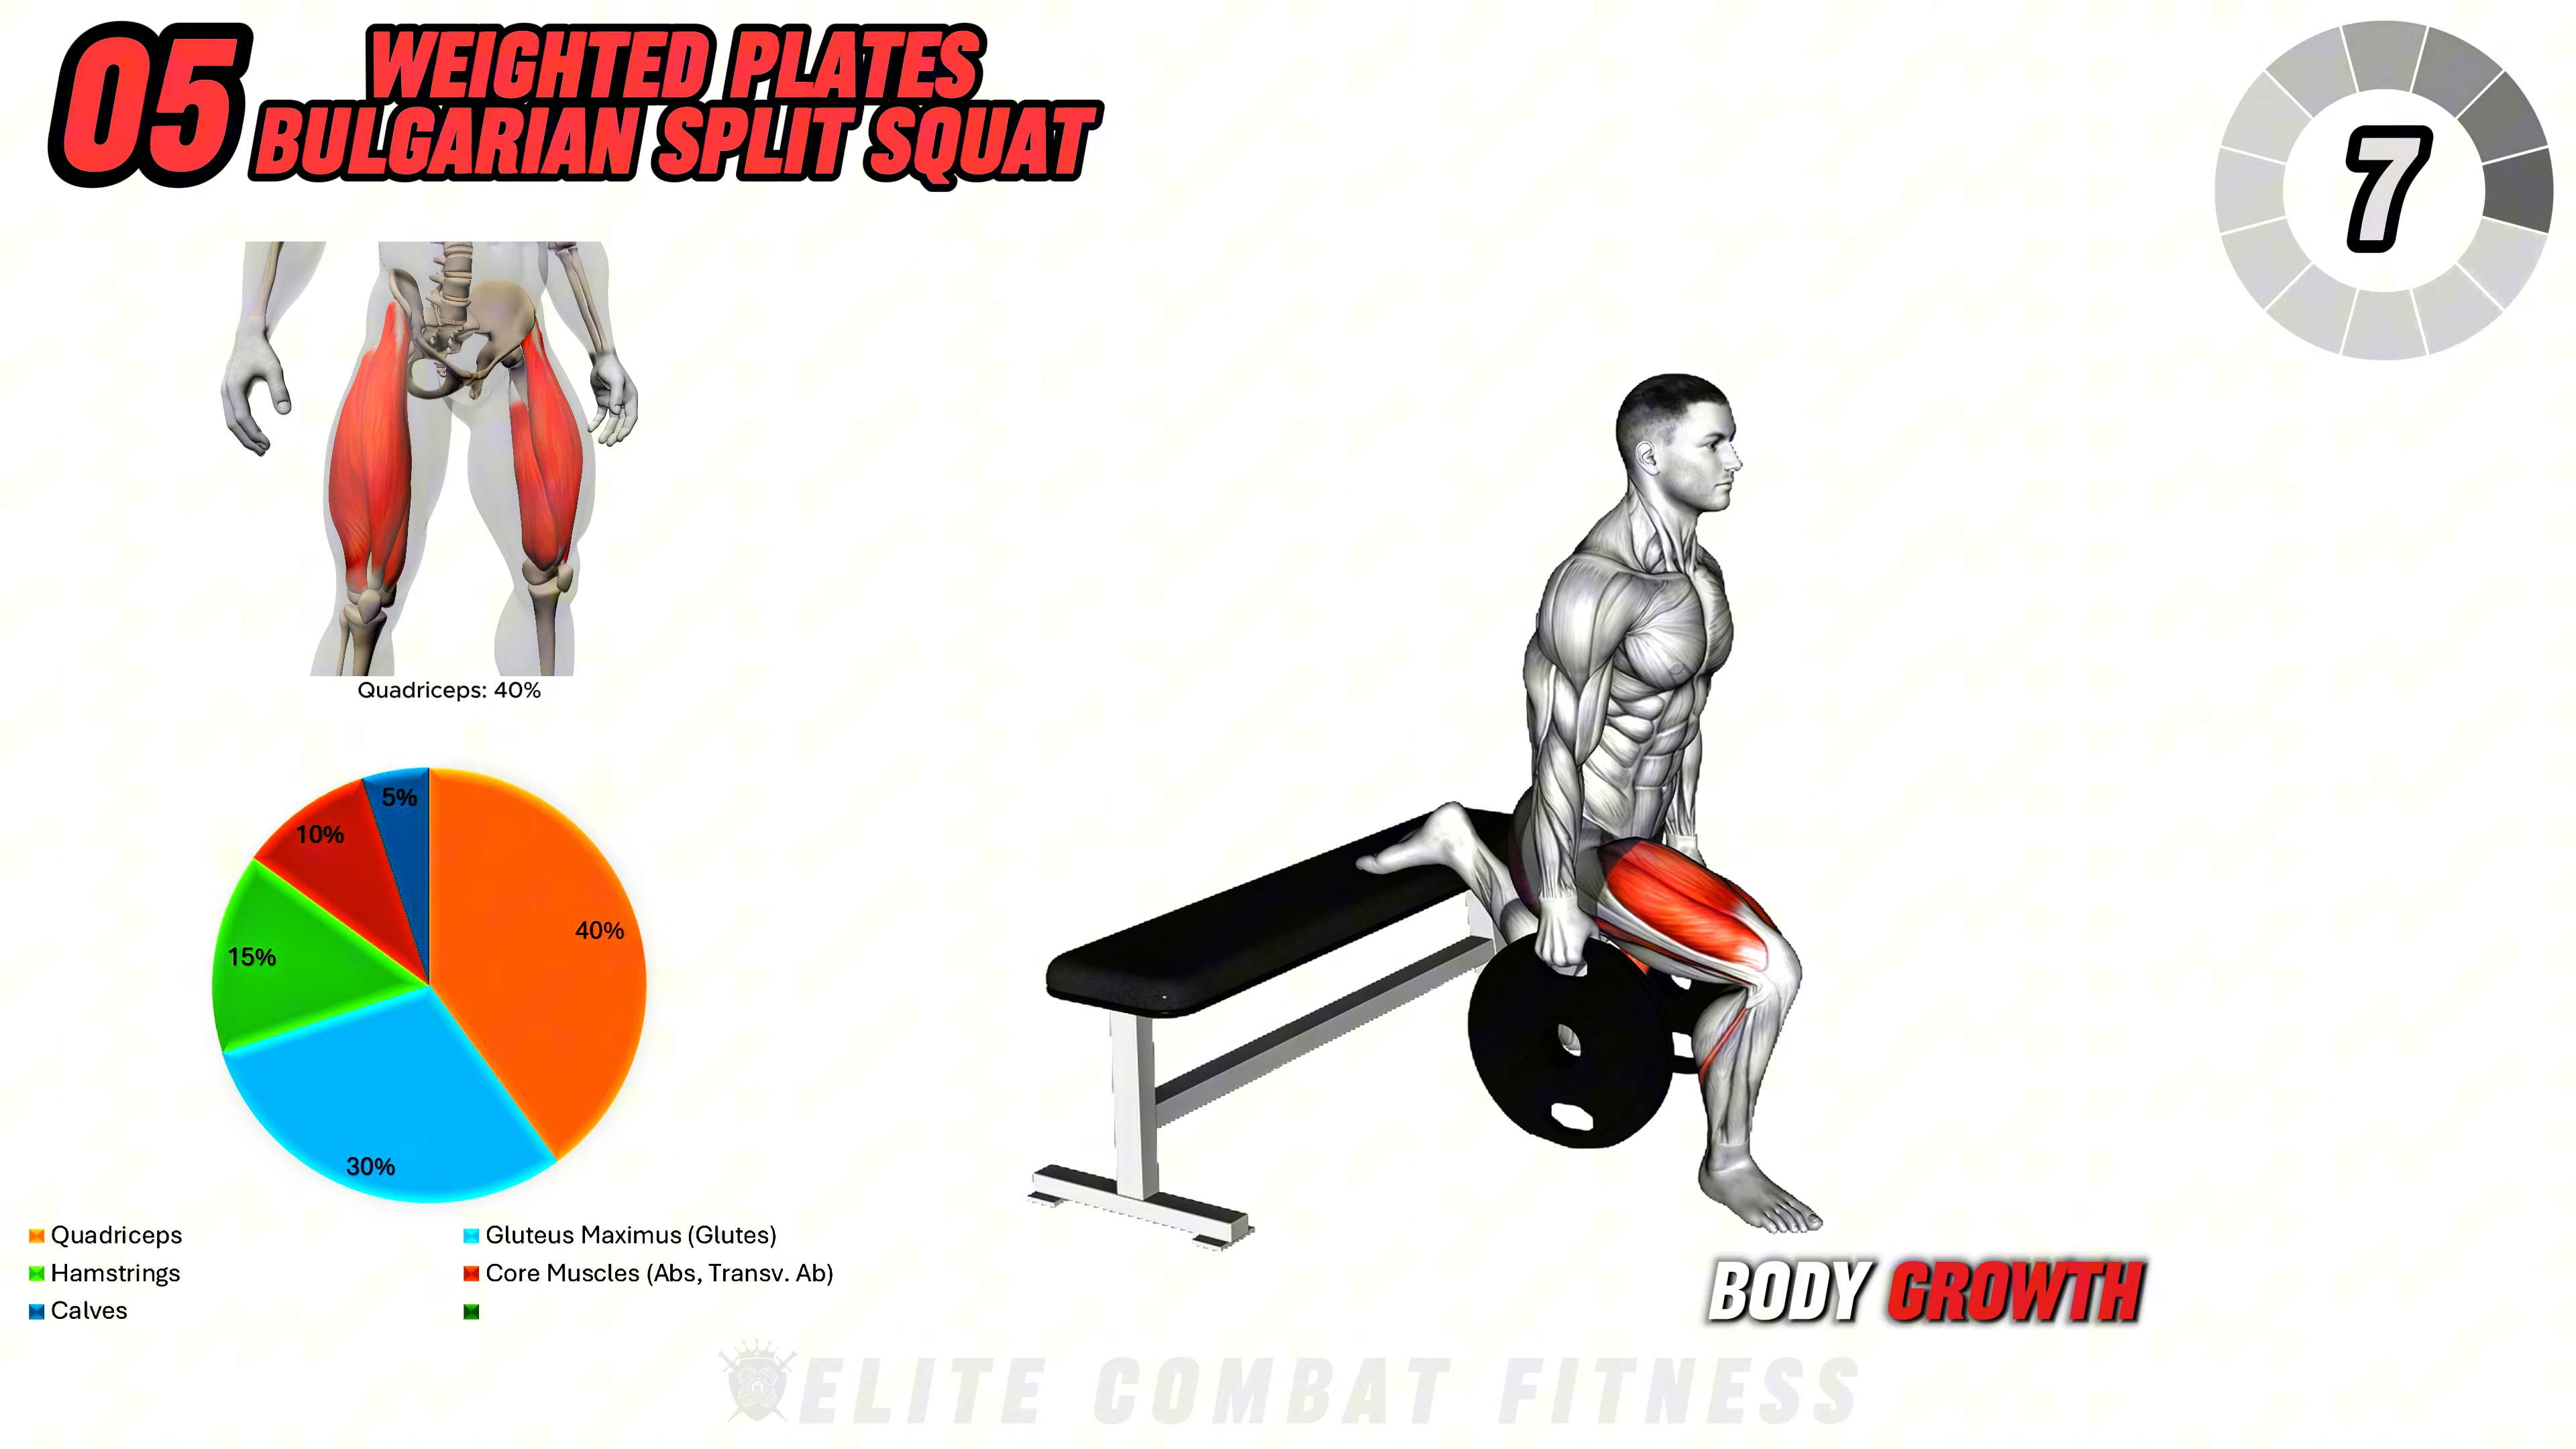 05
WEIGHTED PLATES
BULGARIAN SPLIT SQUAT
7
Quadriceps: 40%
5%
10%
40%
15%
30%
Quadriceps
Gluteus Maximus (Glutes)
Hamstrings
Core Muscles (Abs, Transv. Ab)
Calves
BODY GROWTH
ELITE COMBAT FITNESS